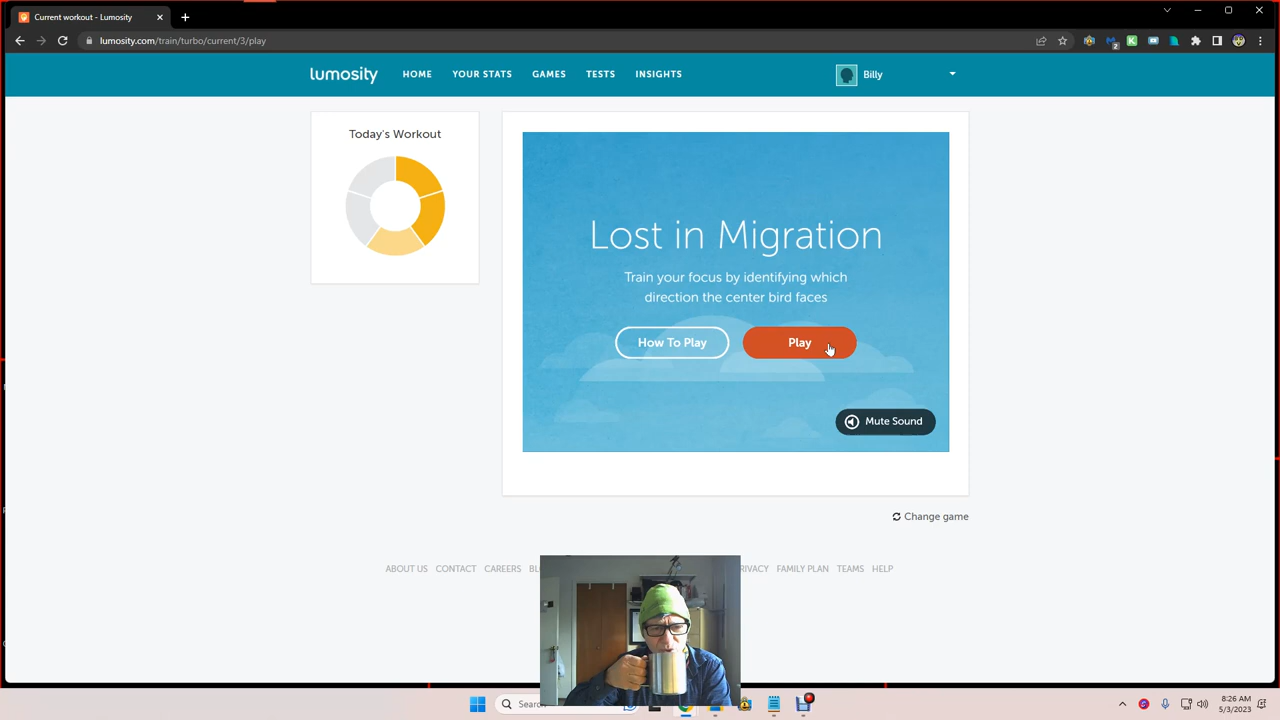 Current workout - Lumosity
lumosity.com/train/turbo/current/3/play
2
lumosity
HOME
YOUR STATS
GAMES
TESTS
INSIGHTS
Billy
Today's Workout
Lost in Migration
Train your focus by identifying which
direction the center bird faces
How To Play
Play
Mute Sound
Change game
ABOUT US
CONTACT
CAREERS
FAMILY PLAN
TEAMS
HELP
8:26 AM
5/3/2023